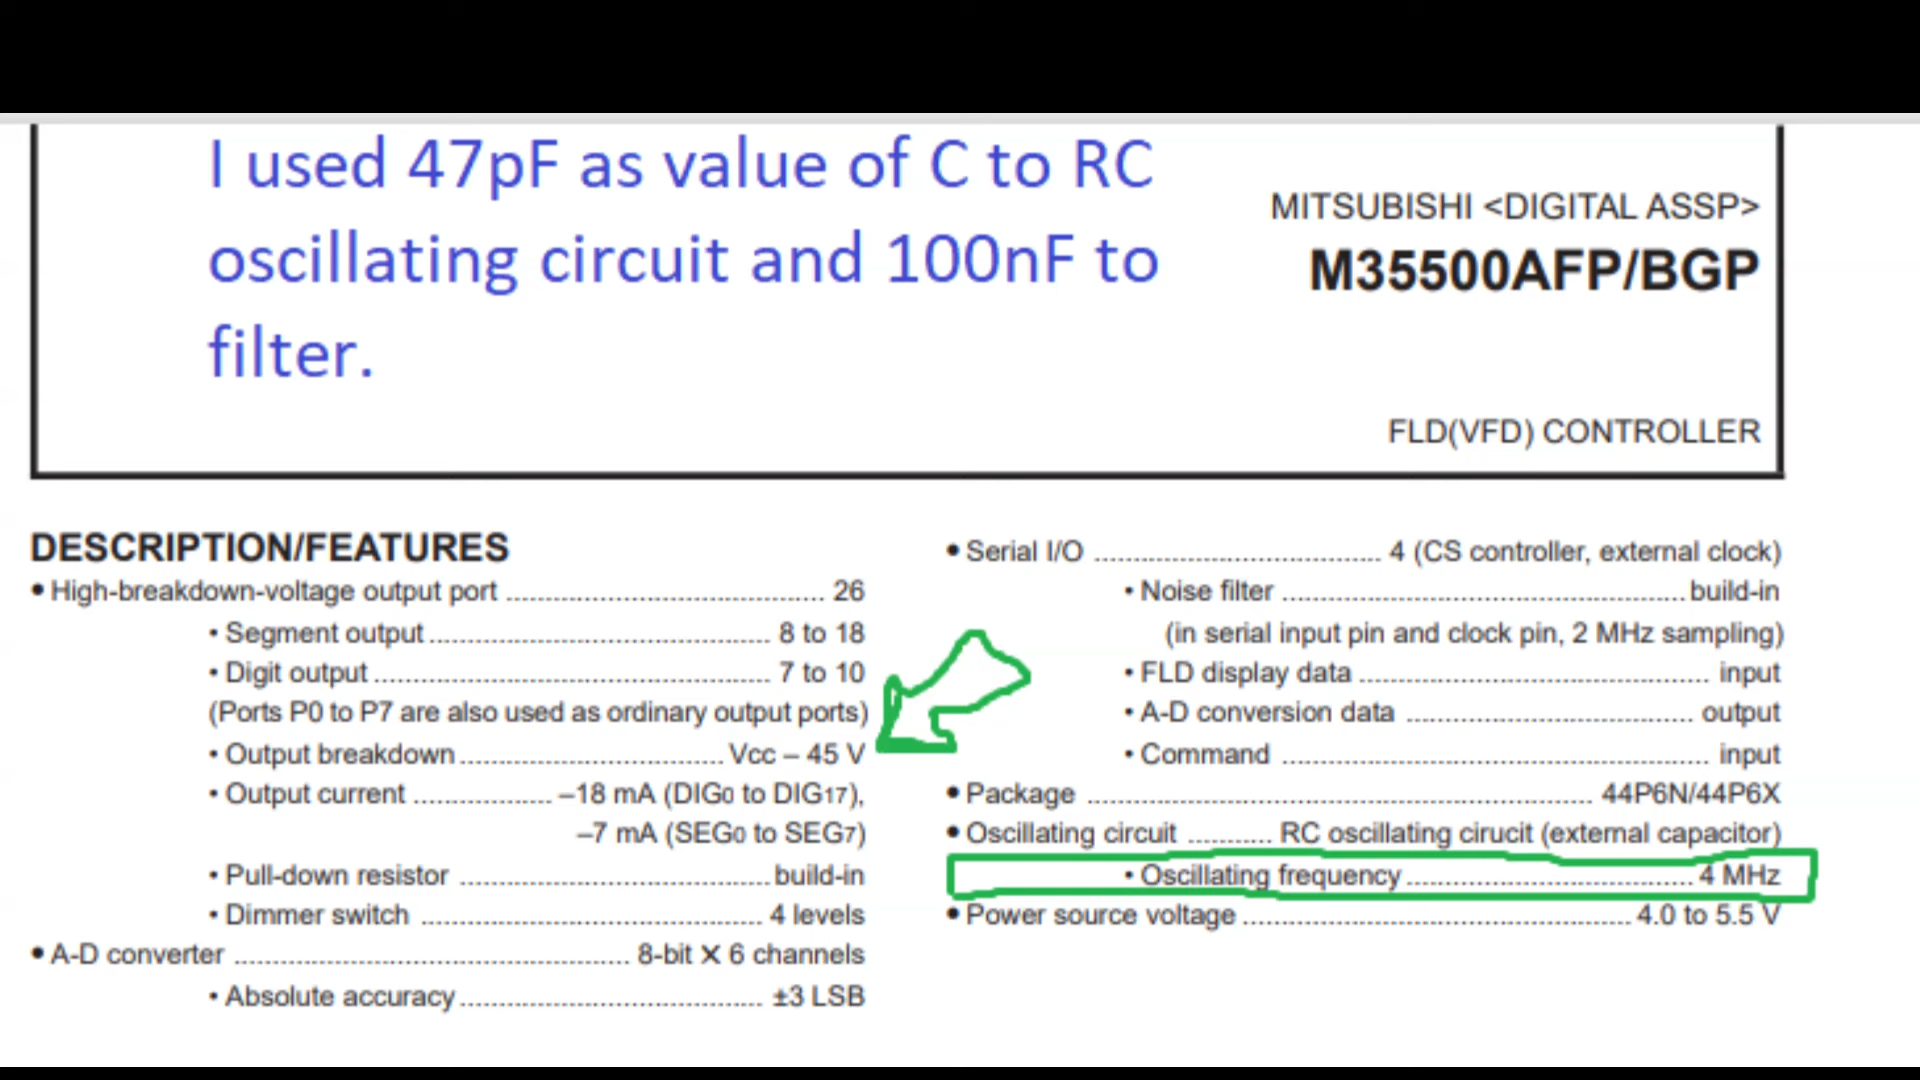 I used 47pF as value of C to RC
oscillating circuit and 100nF to
filter.
MITSUBISHI <DIGITAL ASSP>
M35500AFP/BGP
FLD(VFD) CONTROLLER
DESCRIPTION/FEATURES
● High-breakdown-voltage output port ........................................ 26
• Segment output ........................................... 8 to 18
• Digit output .................................................. 7 to 10
(Ports P0 to P7 are also used as ordinary output ports)
• Output breakdown ................................. Vcc – 45 V
• Output current ................. –18 mA (DIG0 to DIG17),
–7 mA (SEG0 to SEG7)
• Pull-down resistor ....................................... build-in
• Dimmer switch ........................................... 4 levels
● A-D converter .................................................. 8-bit X 6 channels
• Absolute accuracy ...................................... ±3 LSB
● Serial I/O .................................... 4 (CS controller, external clock)
• Noise filter ................................................... build-in
(in serial input pin and clock pin, 2 MHz sampling)
• FLD display data ............................................ input
• A-D conversion data .................................... output
• Command .................................................... input
● Package ................................................................ 44P6N/44P6X
● Oscillating circuit ........... RC oscillating cirucit (external capacitor)
• Oscillating frequency .................................... 4 MHz
● Power source voltage ................................................. 4.0 to 5.5 V